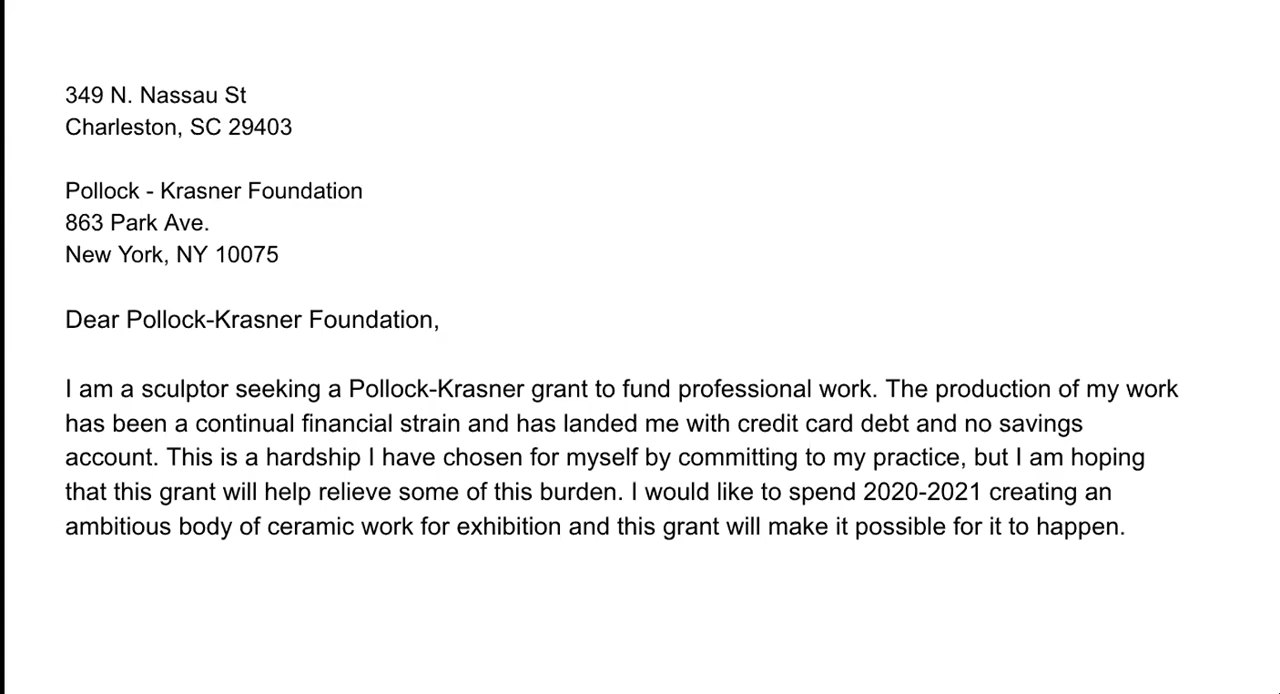 349 N. Nassau St
Charleston, SC 29403
Pollock - Krasner Foundation
863 Park Ave.
New York, NY 10075
Dear Pollock-Krasner Foundation,
I am a sculptor seeking a Pollock-Krasner grant to fund professional work. The production of my work
has been a continual financial strain and has landed me with credit card debt and no savings
account. This is a hardship I have chosen for myself by committing to my practice, but I am hoping
that this grant will help relieve some of this burden. I would like to spend 2020-2021 creating an
ambitious body of ceramic work for exhibition and this grant will make it possible for it to happen.